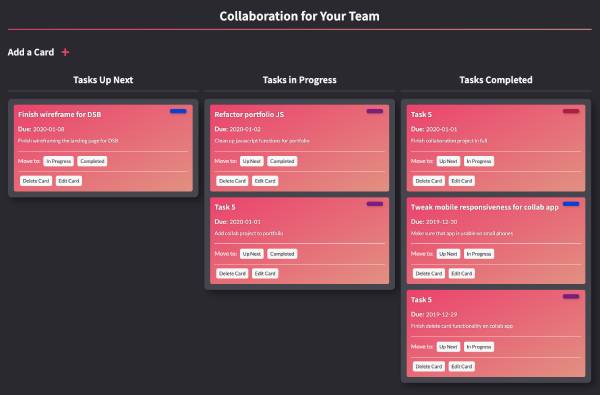 Collaboration for Your Team
Add a Card +
Tasks Up Next
Finish wireframe for DSB
Due: 2020-01-08
Finish wireframing the landing page for DSB
Move to: In Progress Completed
Delete Card Edit Card
Tasks in Progress
Refactor portfolio JS
Due: 2020-01-02
Clean up javascript functions for portfolio
Move to: Up Next Completed
Delete Card Edit Card
Task 5
Due: 2020-01-01
Add collab project to portfolio
Move to: Up Next Completed
Delete Card Edit Card
Tasks Completed
Task 5
Due: 2020-01-01
Finish collaboration project in full
Move to: Up Next In Progress
Delete Card Edit Card
Tweak mobile responsiveness for collab app
Due: 2019-12-30
Make sure that app is usable on small phones
Move to: Up Next In Progress
Delete Card Edit Card
Task 5
Due: 2019-12-29
Finish delete card functionality on collab app
Move to: Up Next In Progress
Delete Card Edit Card